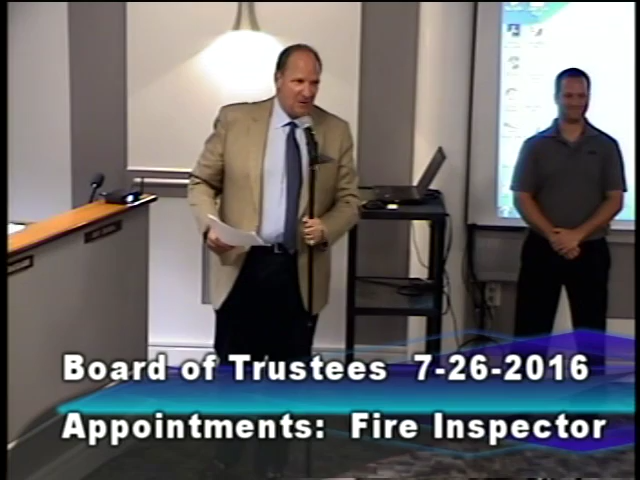 Board of Trustees 7-26-2016
Appointments: Fire Inspector